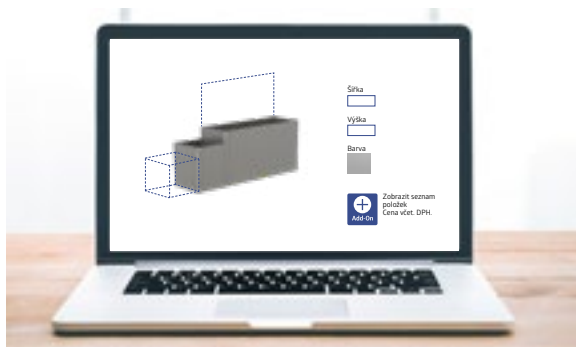 Šířka
Výška
Barva
Add-On
Zobrazit seznam
položek
Cena včet. DPH.